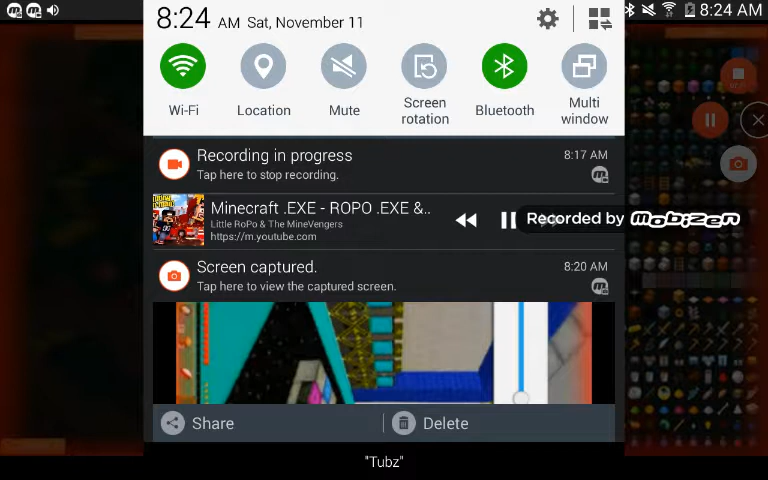 8:24 AM Sat, November 11
8:24 AM
Wi-Fi
Location
Mute
Screen rotation
Bluetooth
Multi window
Recording in progress
8:17 AM
Tap here to stop recording.
Minecraft .EXE - ROPO .EXE &..
Little RoPo & The MineVengers
https://m.youtube.com
Recorded by mobizen
Screen captured.
8:20 AM
Tap here to view the captured screen.
Share
Delete
"Tubz"